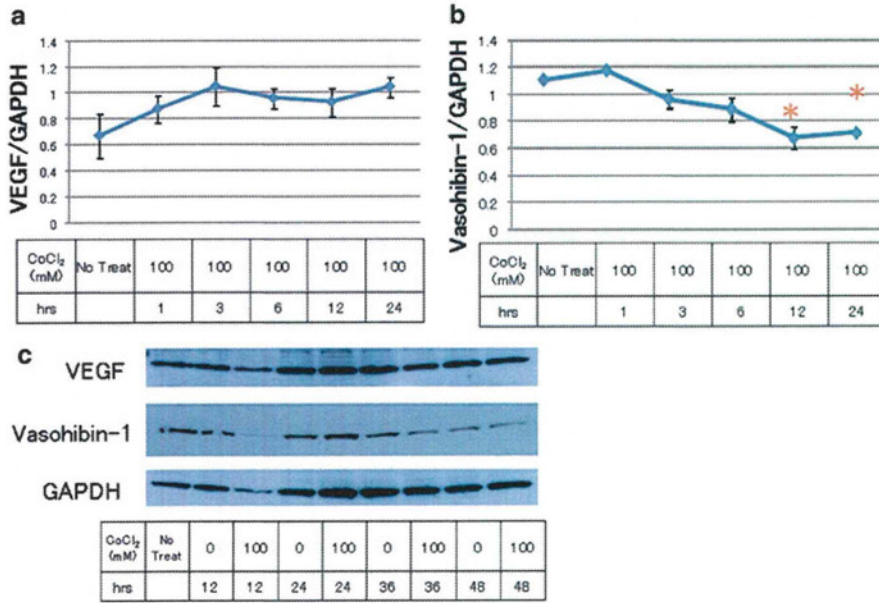 a
VEGF/GAPDH
1.4
1.2
1
0.8
0.6
0.4
0.2
0
CoCl₂ (mM) No Treat 100 100 100 100 100
hrs 1 3 6 12 24
b
Vasohibin-1/GAPDH
1.4
1.2
1
0.8
0.6
0.4
0.2
0
*
*
CoCl₂ (mM) No Treat 100 100 100 100 100
hrs 1 3 6 12 24
c
VEGF
Vasohibin-1
GAPDH
CoCl₂ (mM) No Treat 0 100 0 100 0 100 0 100
hrs 12 12 24 24 36 36 48 48